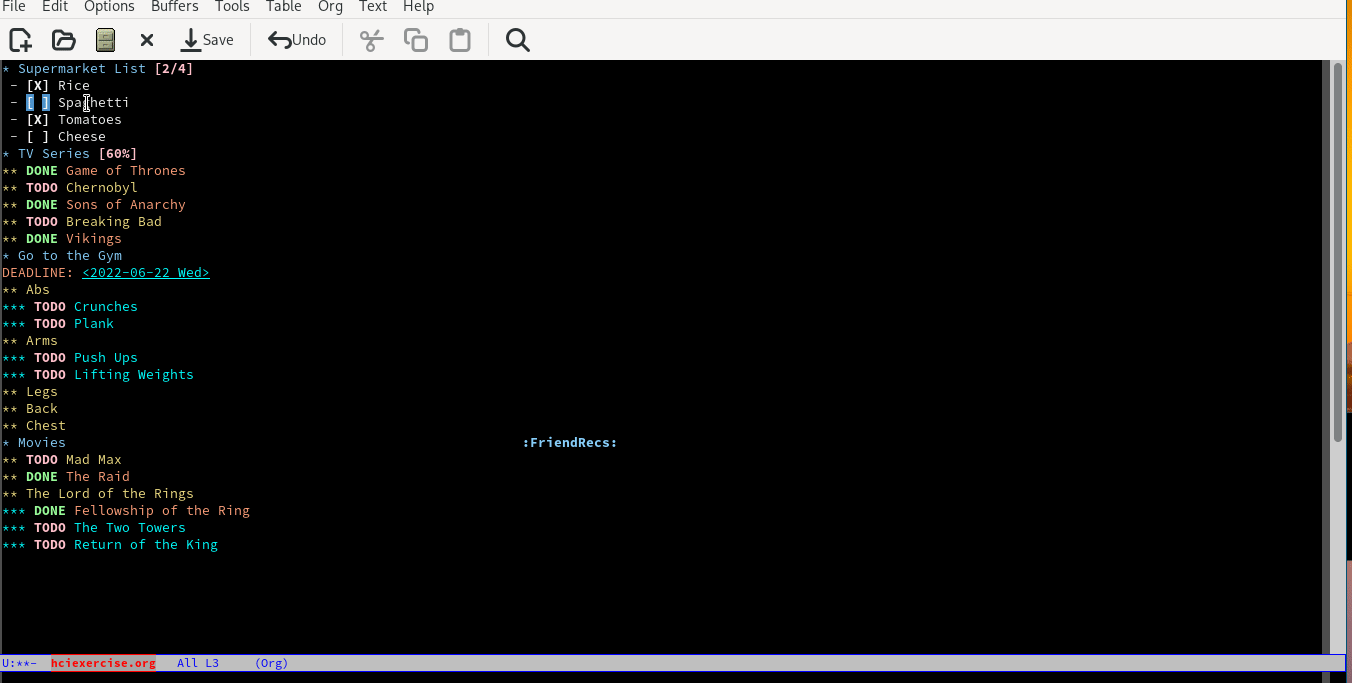 File Edit Options Buffers Tools Table Org Text Help
Save Undo
* Supermarket List [2/4]
- [X] Rice
- [ ] Spaghetti
- [X] Tomatoes
- [ ] Cheese
* TV Series [60%]
** DONE Game of Thrones
** TODO Chernobyl
** DONE Sons of Anarchy
** TODO Breaking Bad
** DONE Vikings
* Go to the Gym
DEADLINE: <2022-06-22 Wed>
** Abs
*** TODO Crunches
*** TODO Plank
** Arms
*** TODO Push Ups
*** TODO Lifting Weights
** Legs
** Back
** Chest
* Movies :FriendRecs:
** TODO Mad Max
** DONE The Raid
** The Lord of the Rings
*** DONE Fellowship of the Ring
*** TODO The Two Towers
*** TODO Return of the King
U:**- hciexercise.org All L3 (Org)